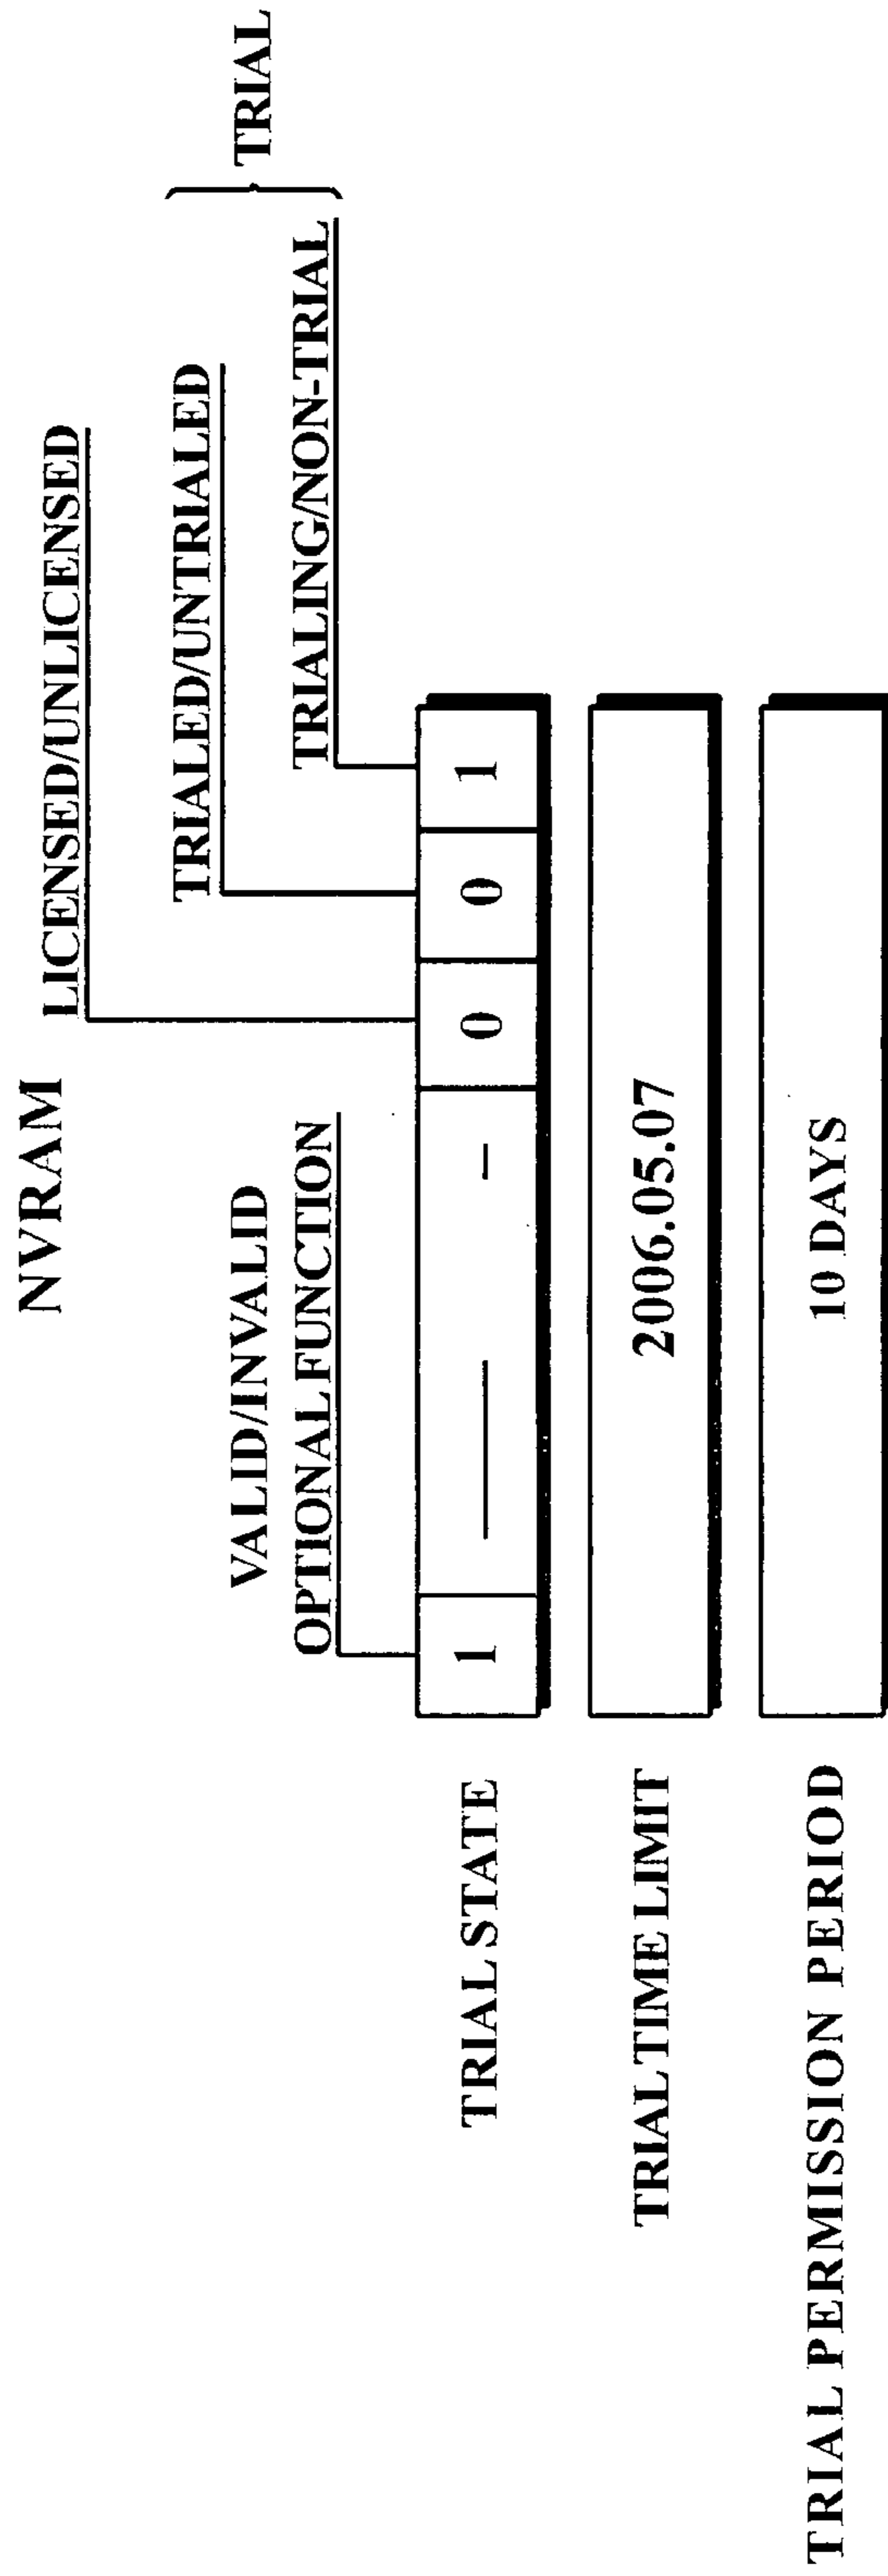 NVRAM
LICENSED/UNLICENSED
TRIALED/UNTRIALED
TRIAL
VALID/INVALID
OPTIONAL FUNCTION
TRIALING/NON-TRIAL
TRIAL STATE
1 — - 0 0 1
TRIAL TIME LIMIT
2006.05.07
TRIAL PERMISSION PERIOD
10 DAYS